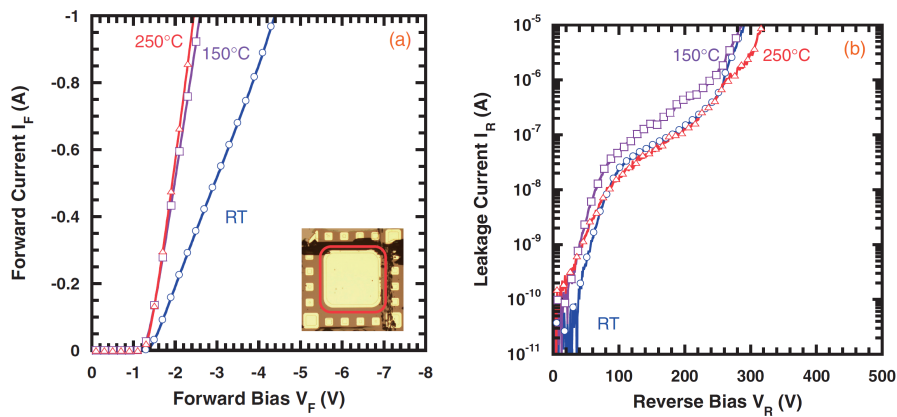 -1
-0.8
-0.6
-0.4
-0.2
0
0 -1 -2 -3 -4 -5 -6 -7 -8
Forward Current I_F (A)
Forward Bias V_F (V)
250°C
150°C
RT
(a)
10^-5
10^-6
10^-7
10^-8
10^-9
10^-10
10^-11
0 100 200 300 400 500
Leakage Current I_R (A)
Reverse Bias V_R (V)
150°C
250°C
RT
(b)